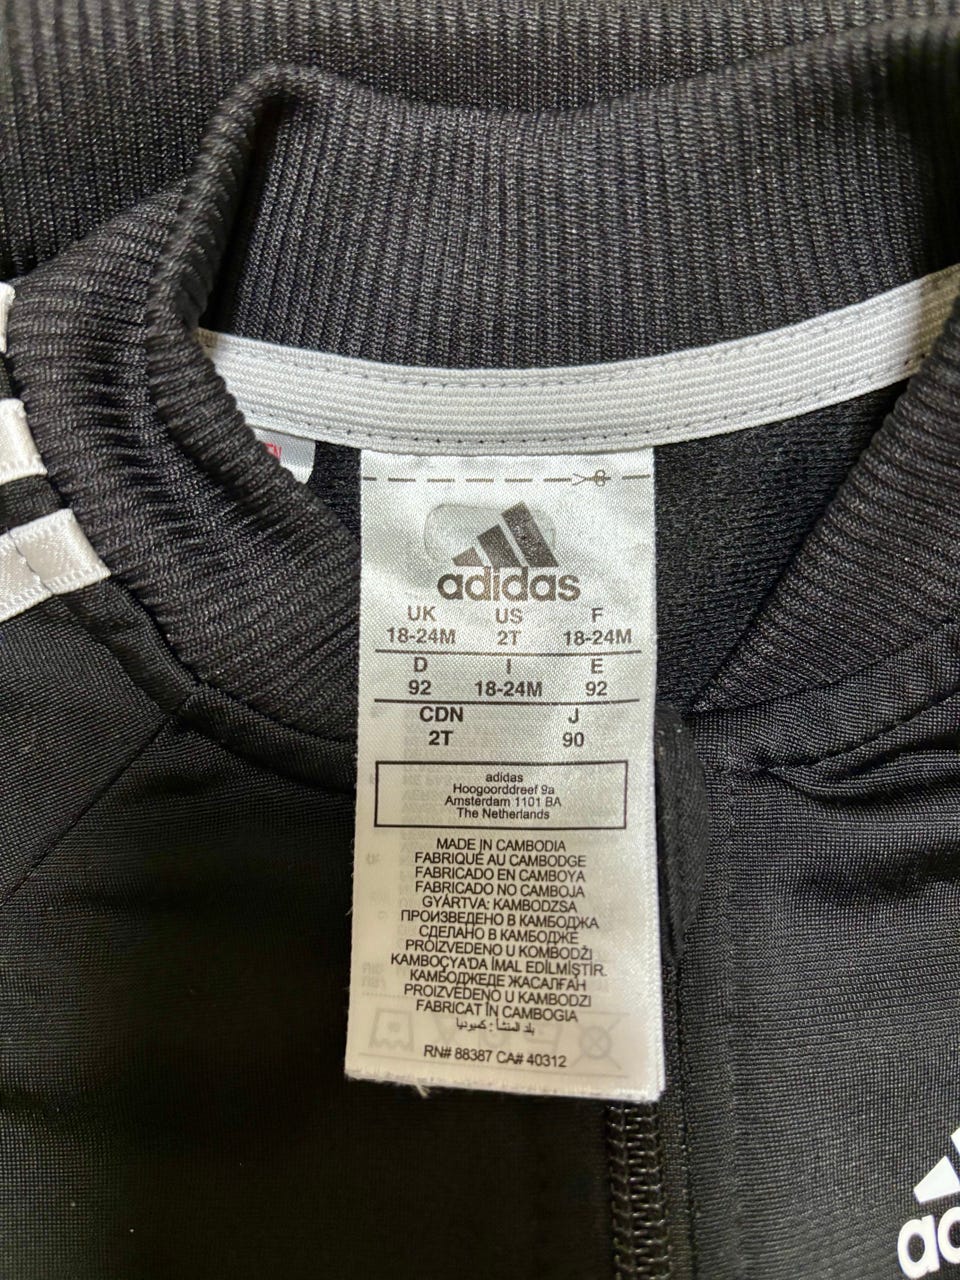 adidas
UK US F
18-24M 2T 18-24M
D I E
92 18-24M 92
CDN J
2T 90
adidas
Hoogoorddreef 9a
Amsterdam 1101 BA
The Netherlands
MADE IN CAMBODIA
FABRIQUÉ AU CAMBODGE
FABRICADO EN CAMBOYA
FABRICADO NO CAMBOJA
GYÁRTVA: KAMBODZSA
ПРОИЗВЕДЕНО В КАМБОДЖА
СДЕЛАНО В КАМБОДЖЕ
PROIZVEDENO U KOMBODŽI
KAMBOÇYA'DA İMAL EDİLMİŞTİR.
КАМБОДЖЕДЕ ЖАСАЛҒАН
PROIZVEDENO U KAMBODZI
FABRICAT ÎN CAMBOGIA
بلد المنشأ : كمبوديا
RN# 88387 CA# 40312